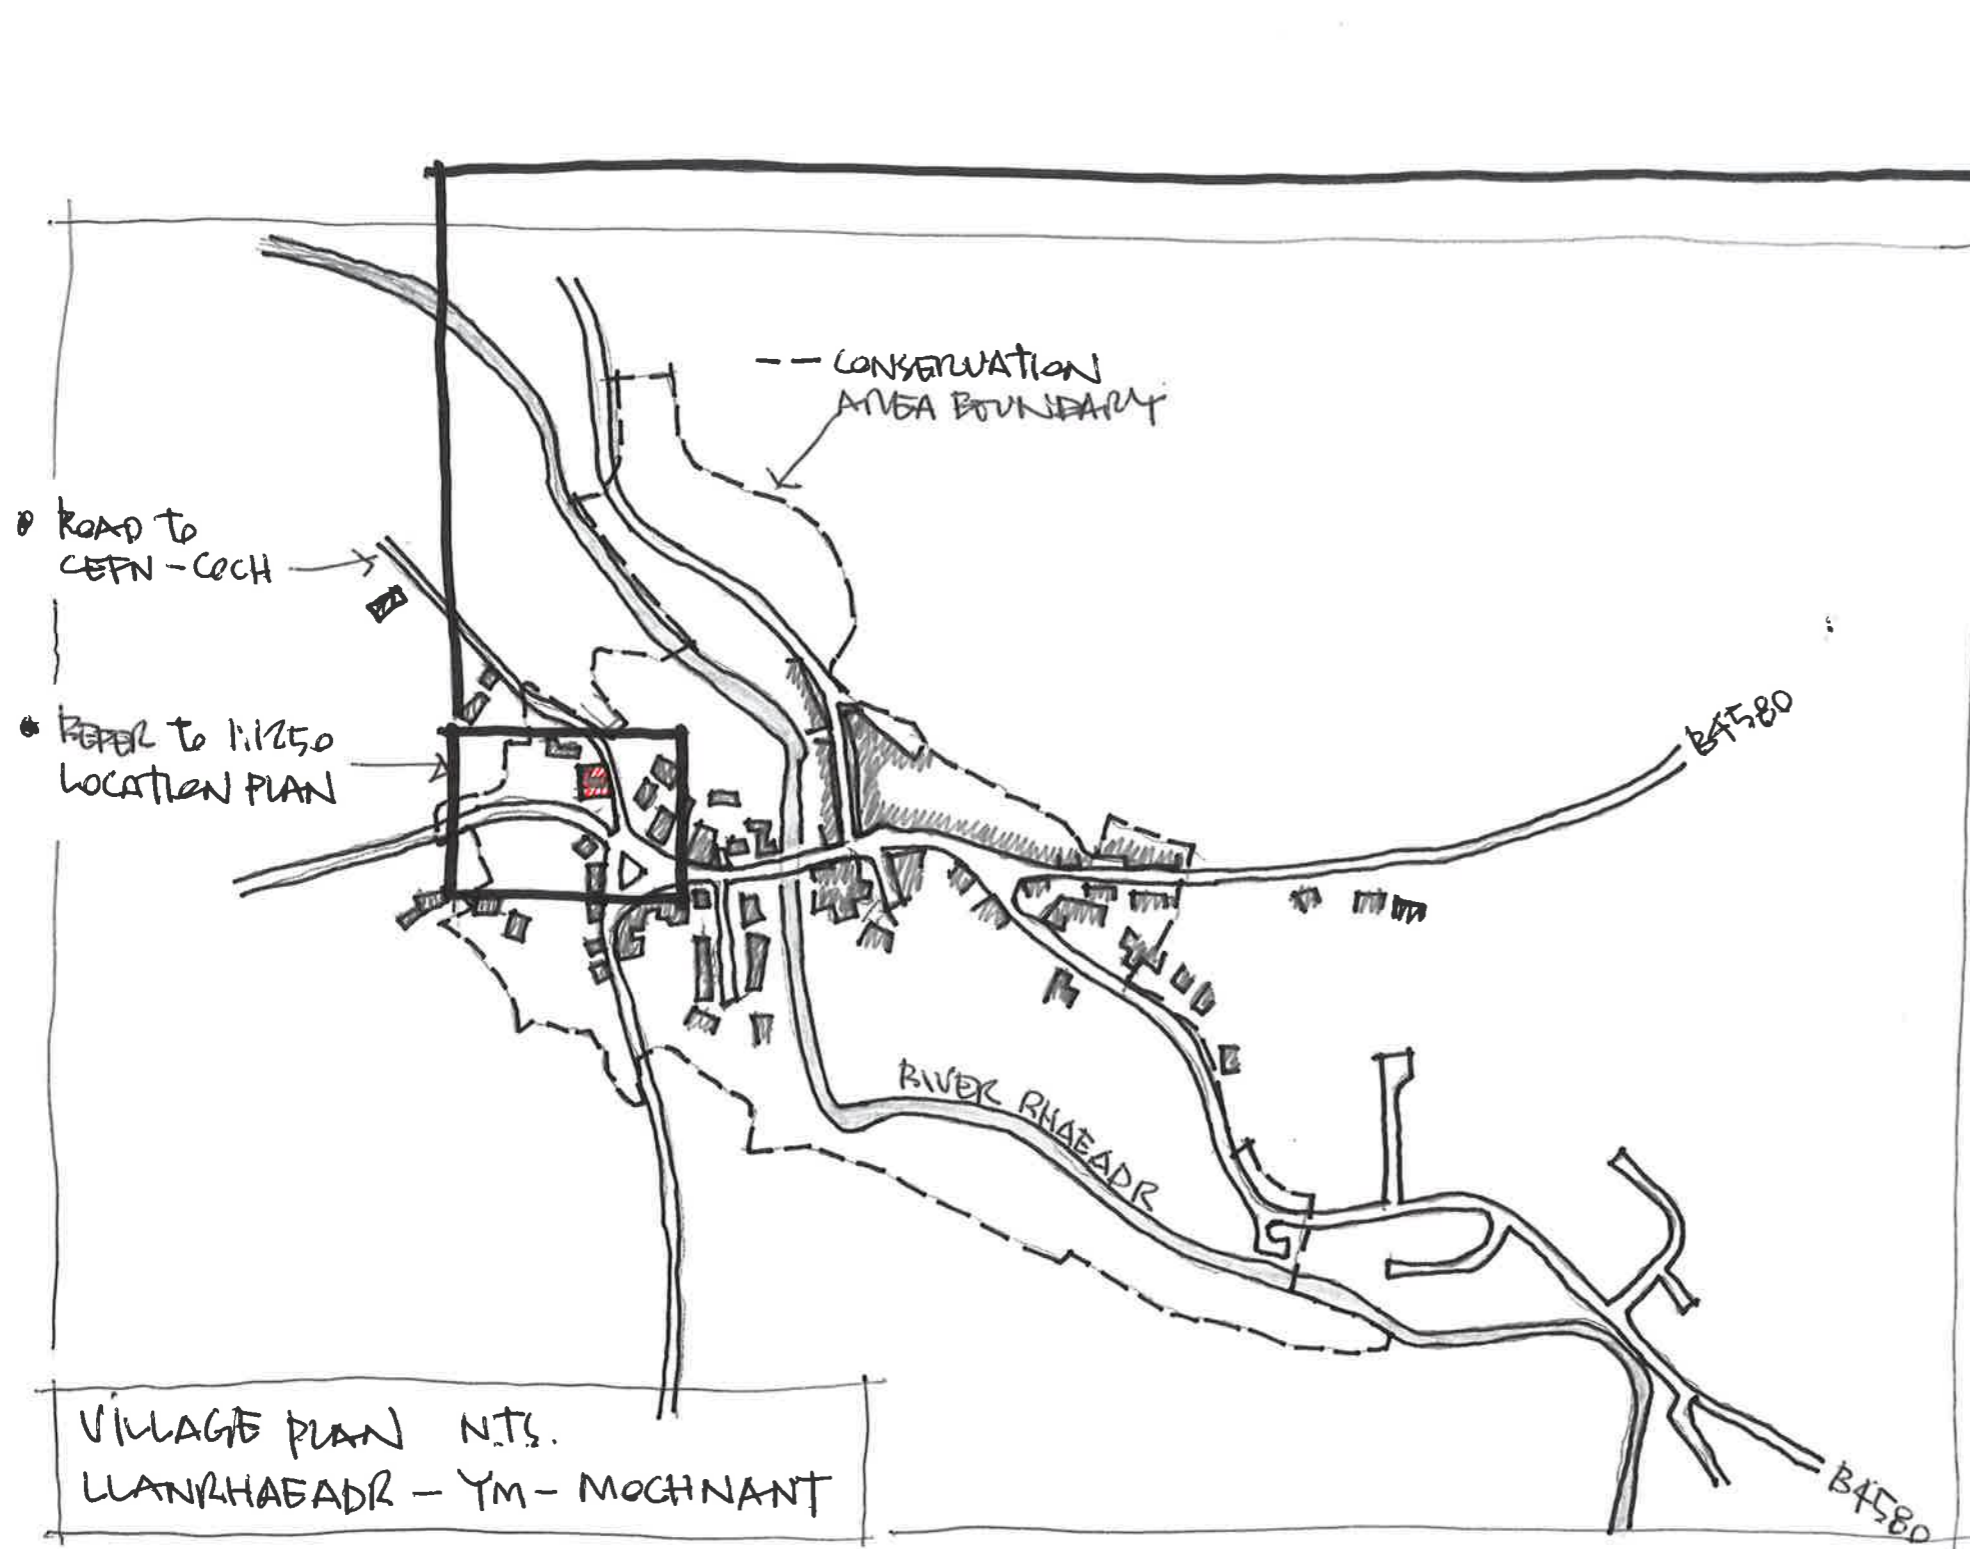 -- CONSERVATION
AREA BOUNDARY
• ROAD to
CEFN-COCH
• REFER to 1:1250
LOCATION PLAN
B4580
RIVER RHAEADR
VILLAGE PLAN N.T.S.
LLANRHAEADR - YM - MOCHNANT
B4580